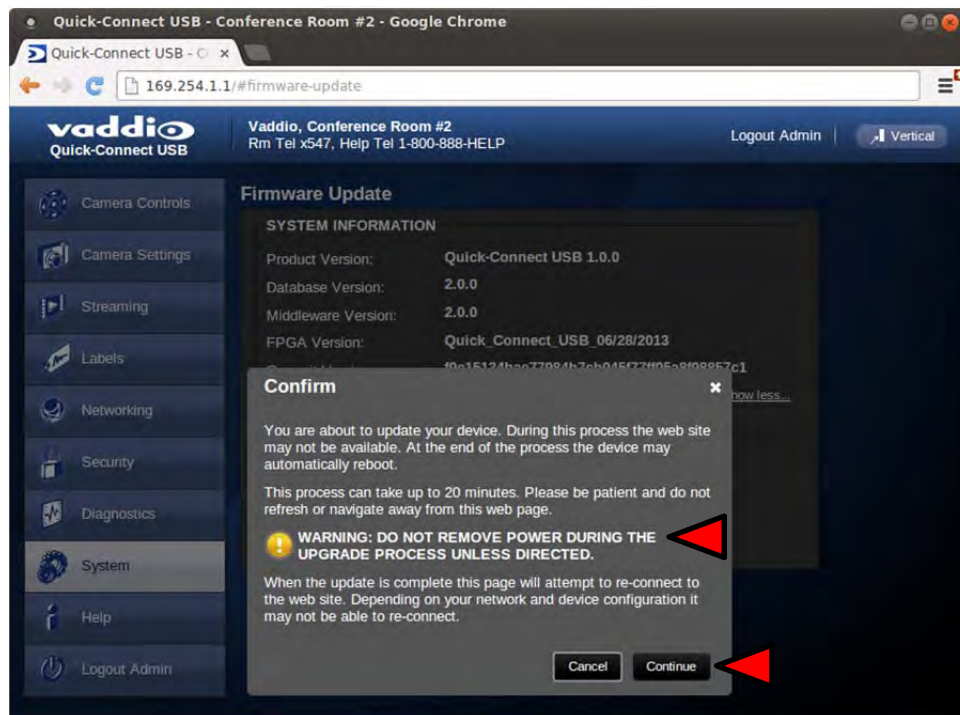 Quick-Connect USB - Conference Room #2 - Google Chrome
Quick-Connect USB - C
169.254.1.1/#firmware-update
vaddio
Quick-Connect USB
Vaddio, Conference Room #2
Rm Tel x547, Help Tel 1-800-888-HELP
Logout Admin
Vertical
Camera Controls
Camera Settings
Streaming
Labels
Networking
Security
Diagnostics
System
Help
Logout Admin
Firmware Update
SYSTEM INFORMATION
Product Version: Quick-Connect USB 1.0.0
Database Version: 2.0.0
Middleware Version: 2.0.0
FPGA Version: Quick_Connect_USB_06/28/2013
less...
Confirm
You are about to update your device. During this process the web site
may not be available. At the end of the process the device may
automatically reboot.
This process can take up to 20 minutes. Please be patient and do not
refresh or navigate away from this web page.
WARNING: DO NOT REMOVE POWER DURING THE
UPGRADE PROCESS UNLESS DIRECTED.
When the update is complete this page will attempt to re-connect to
the web site. Depending on your network and device configuration it
may not be able to re-connect.
Cancel
Continue